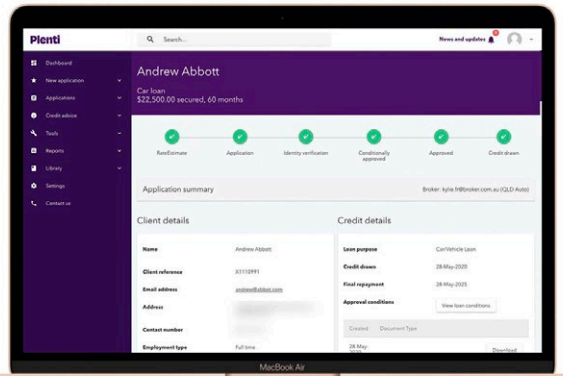 Plenti
Search...
News and updates
Dashboard
New application
Applications
Credit advice
Tools
Reports
Library
Settings
Contact us
Andrew Abbott
Car loan
$22,500.00 secured, 60 months
RateEstimate
Application
Identity verification
Conditionally approved
Approved
Credit drawn
Application summary
Broker: kylie.fr@broker.com.au (QLD Auto)
Client details
Name Andrew Abbott
Client reference X1110991
Email address andrew@abbot.com
Address
Contact number
Employment type Full time
Credit details
Loan purpose Car/Vehicle Loan
Credit drawn 28-May-2020
Final repayment 28-May-2025
Approval conditions View loan conditions
Created Document Type
28-May-
2020
Download
MacBook Air